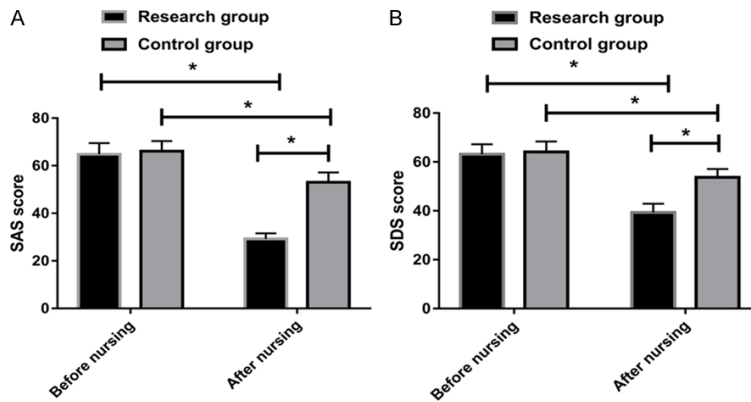 A
Research group
Control group
*
*
*
SAS score
80
60
40
20
0
Before nursing
After nursing
B
Research group
Control group
*
*
*
SDS score
80
60
40
20
0
Before nursing
After nursing